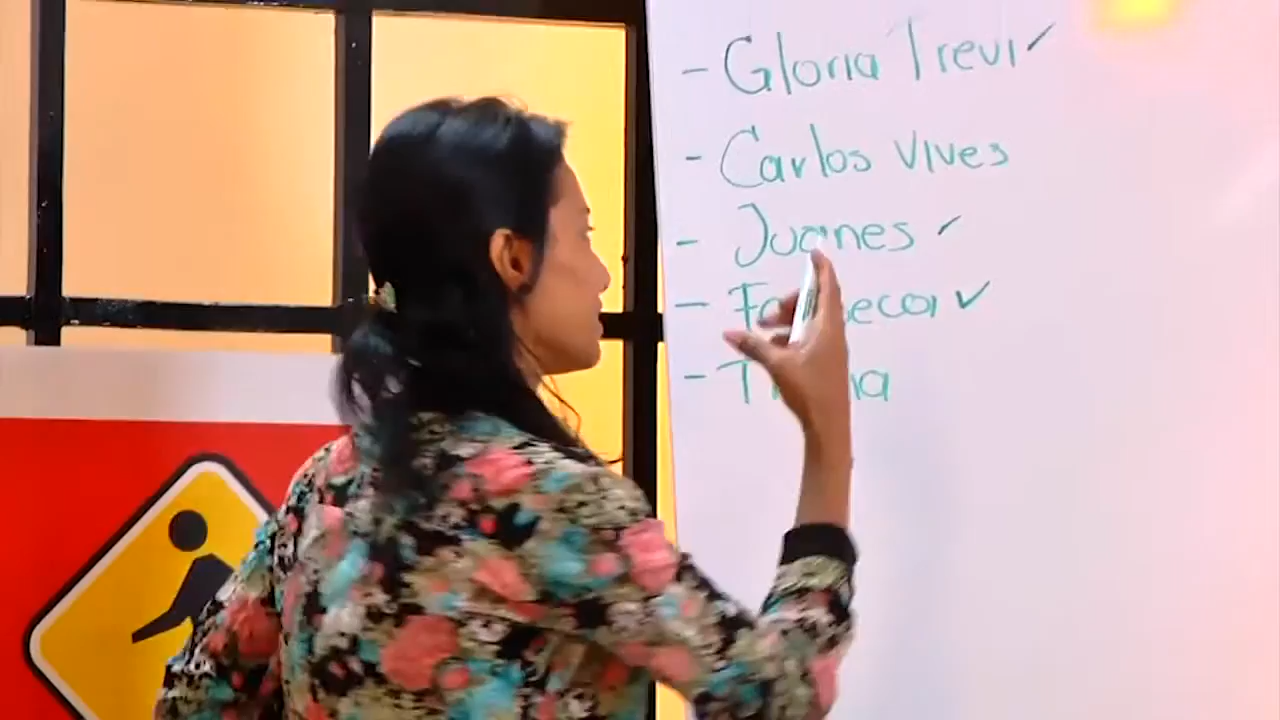 - Gloria Trevi ✓
- Carlos Vives
- Juanes ✓
-
-